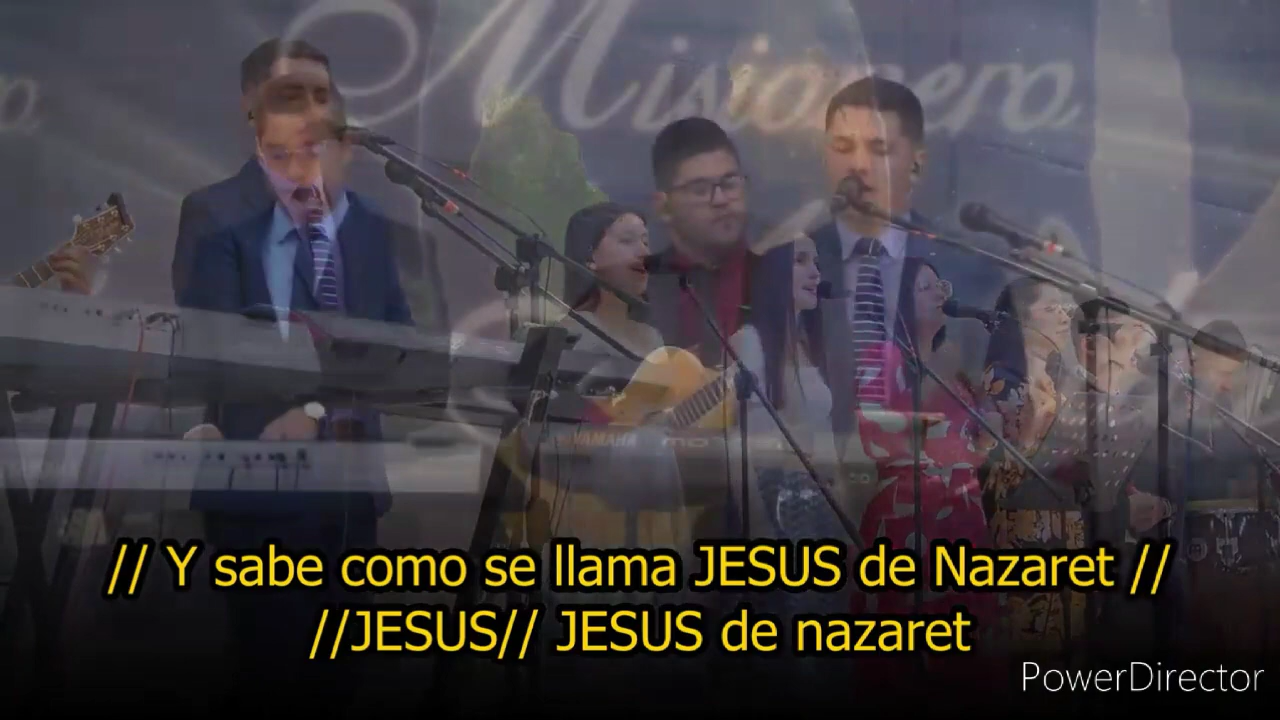 Misionero
YAMAHA
// Y sabe como se llama JESUS de Nazaret //
//JESUS// JESUS de nazaret
PowerDirector